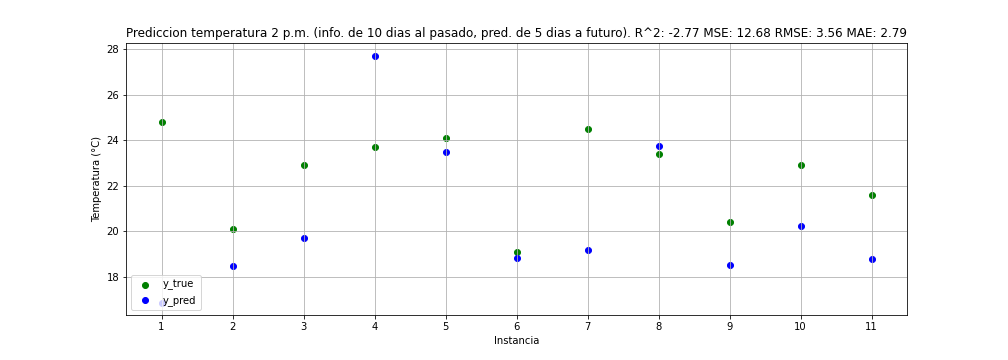 Prediccion temperatura 2 p.m. (info. de 10 dias al pasado, pred. de 5 dias a futuro). R^2: -2.77 MSE: 12.68 RMSE: 3.56 MAE: 2.79
28
26
24
22
20
18
Temperatura (°C)
y_true
y_pred
1 2 3 4 5 6 7 8 9 10 11
Instancia